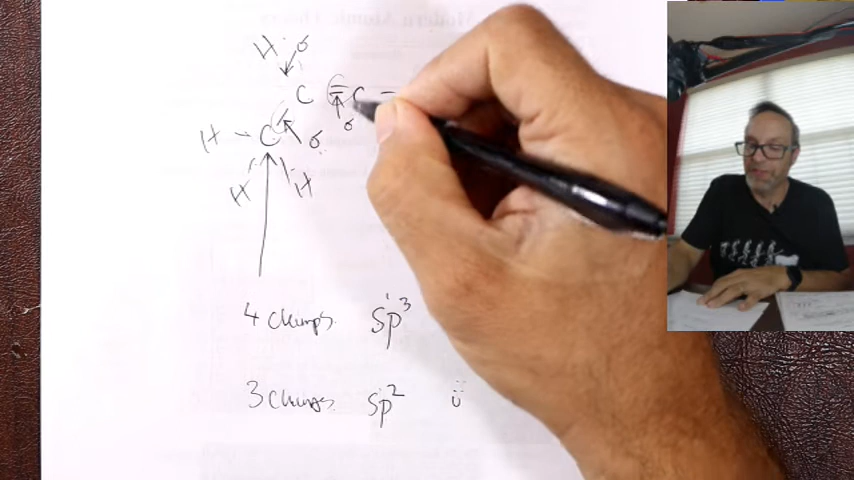 H σ
C = C -
σ
H - C σ
H H
4 clumps sp³
3 clumps sp²